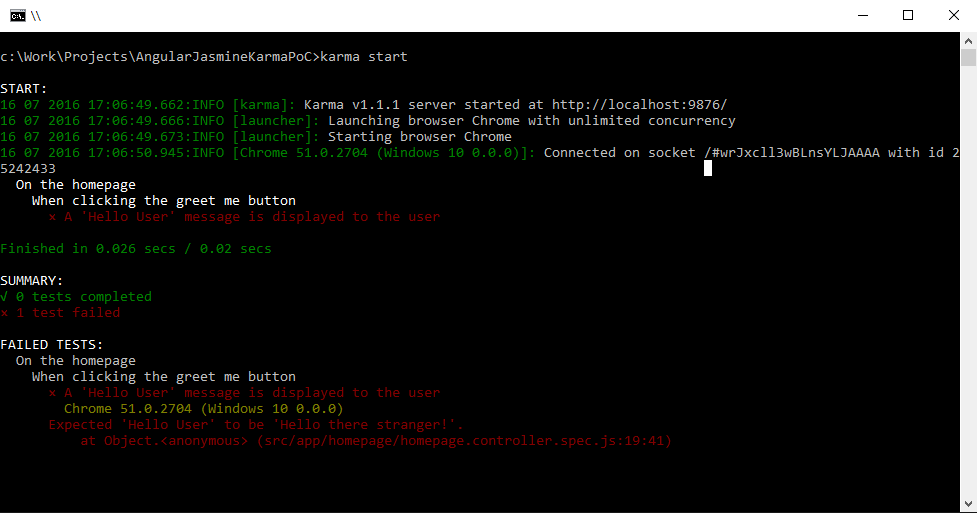 C:\. \\
c:\Work\Projects\AngularJasmineKarmaPoC>karma start
START:
16 07 2016 17:06:49.662:INFO [karma]: Karma v1.1.1 server started at http://localhost:9876/
16 07 2016 17:06:49.666:INFO [launcher]: Launching browser Chrome with unlimited concurrency
16 07 2016 17:06:49.673:INFO [launcher]: Starting browser Chrome
16 07 2016 17:06:50.945:INFO [Chrome 51.0.2704 (Windows 10 0.0.0)]: Connected on socket /#wrJxcll3wBLnsYLJAAAA with id 2
5242433
On the homepage
When clicking the greet me button
× A 'Hello User' message is displayed to the user
Finished in 0.026 secs / 0.02 secs
SUMMARY:
√ 0 tests completed
× 1 test failed
FAILED TESTS:
On the homepage
When clicking the greet me button
× A 'Hello User' message is displayed to the user
Chrome 51.0.2704 (Windows 10 0.0.0)
Expected 'Hello User' to be 'Hello there stranger!'.
at Object.<anonymous> (src/app/homepage/homepage.controller.spec.js:19:41)